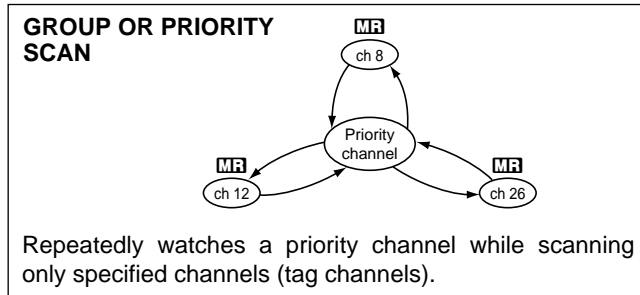 GROUP OR PRIORITY
SCAN
MR
ch 8
Priority
channel
MR
ch 12
MR
ch 26
Repeatedly watches a priority channel while scanning
only specified channels (tag channels).